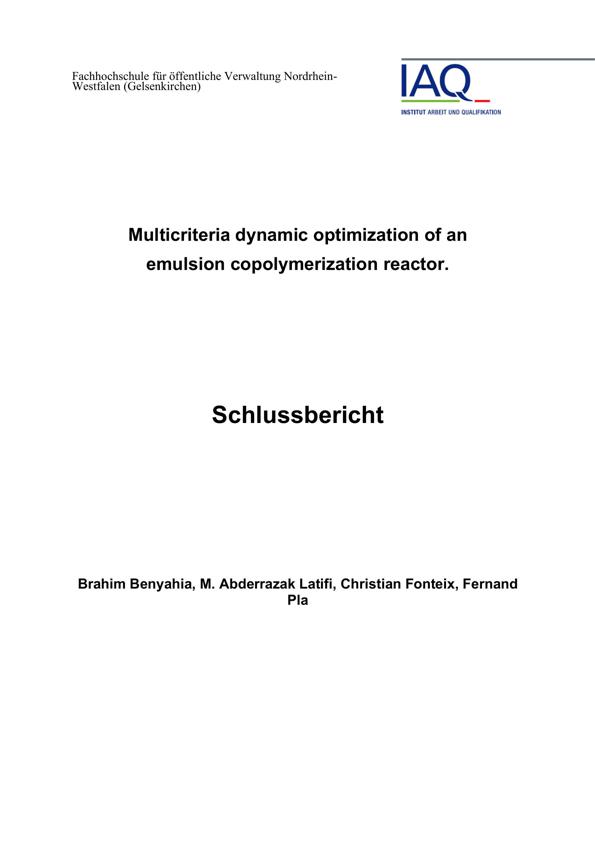 Fachhochschule für öffentliche Verwaltung Nordrhein-
Westfalen (Gelsenkirchen)
IAQ
INSTITUT ARBEIT UND QUALIFIKATION
Multicriteria dynamic optimization of an
emulsion copolymerization reactor.
Schlussbericht
Brahim Benyahia, M. Abderrazak Latifi, Christian Fonteix, Fernand
Pla